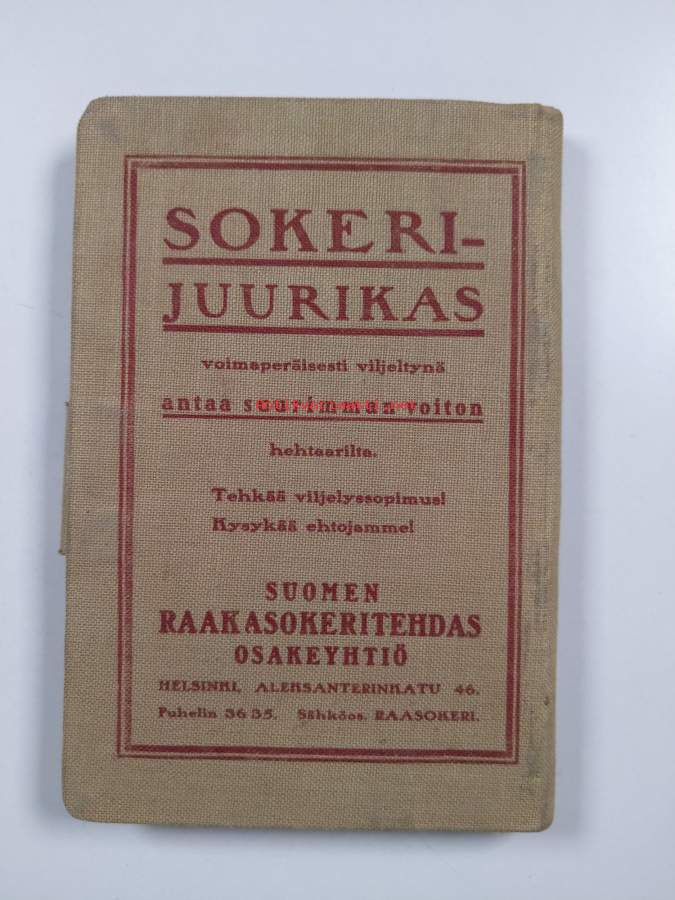 SOKERI-
JUURIKAS
voimaperäisesti viljeltynä
antaa suurimman voiton
hehtaarilta.
Tehkää viljelyssopimus!
Kysykää ehtojamme!
SUOMEN
RAAKASOKERITEHDAS
OSAKEYHTIÖ
HELSINKI, ALEKSANTERINKATU 46.
Puhelin 36 35. Sähköos. RAASOKERI.